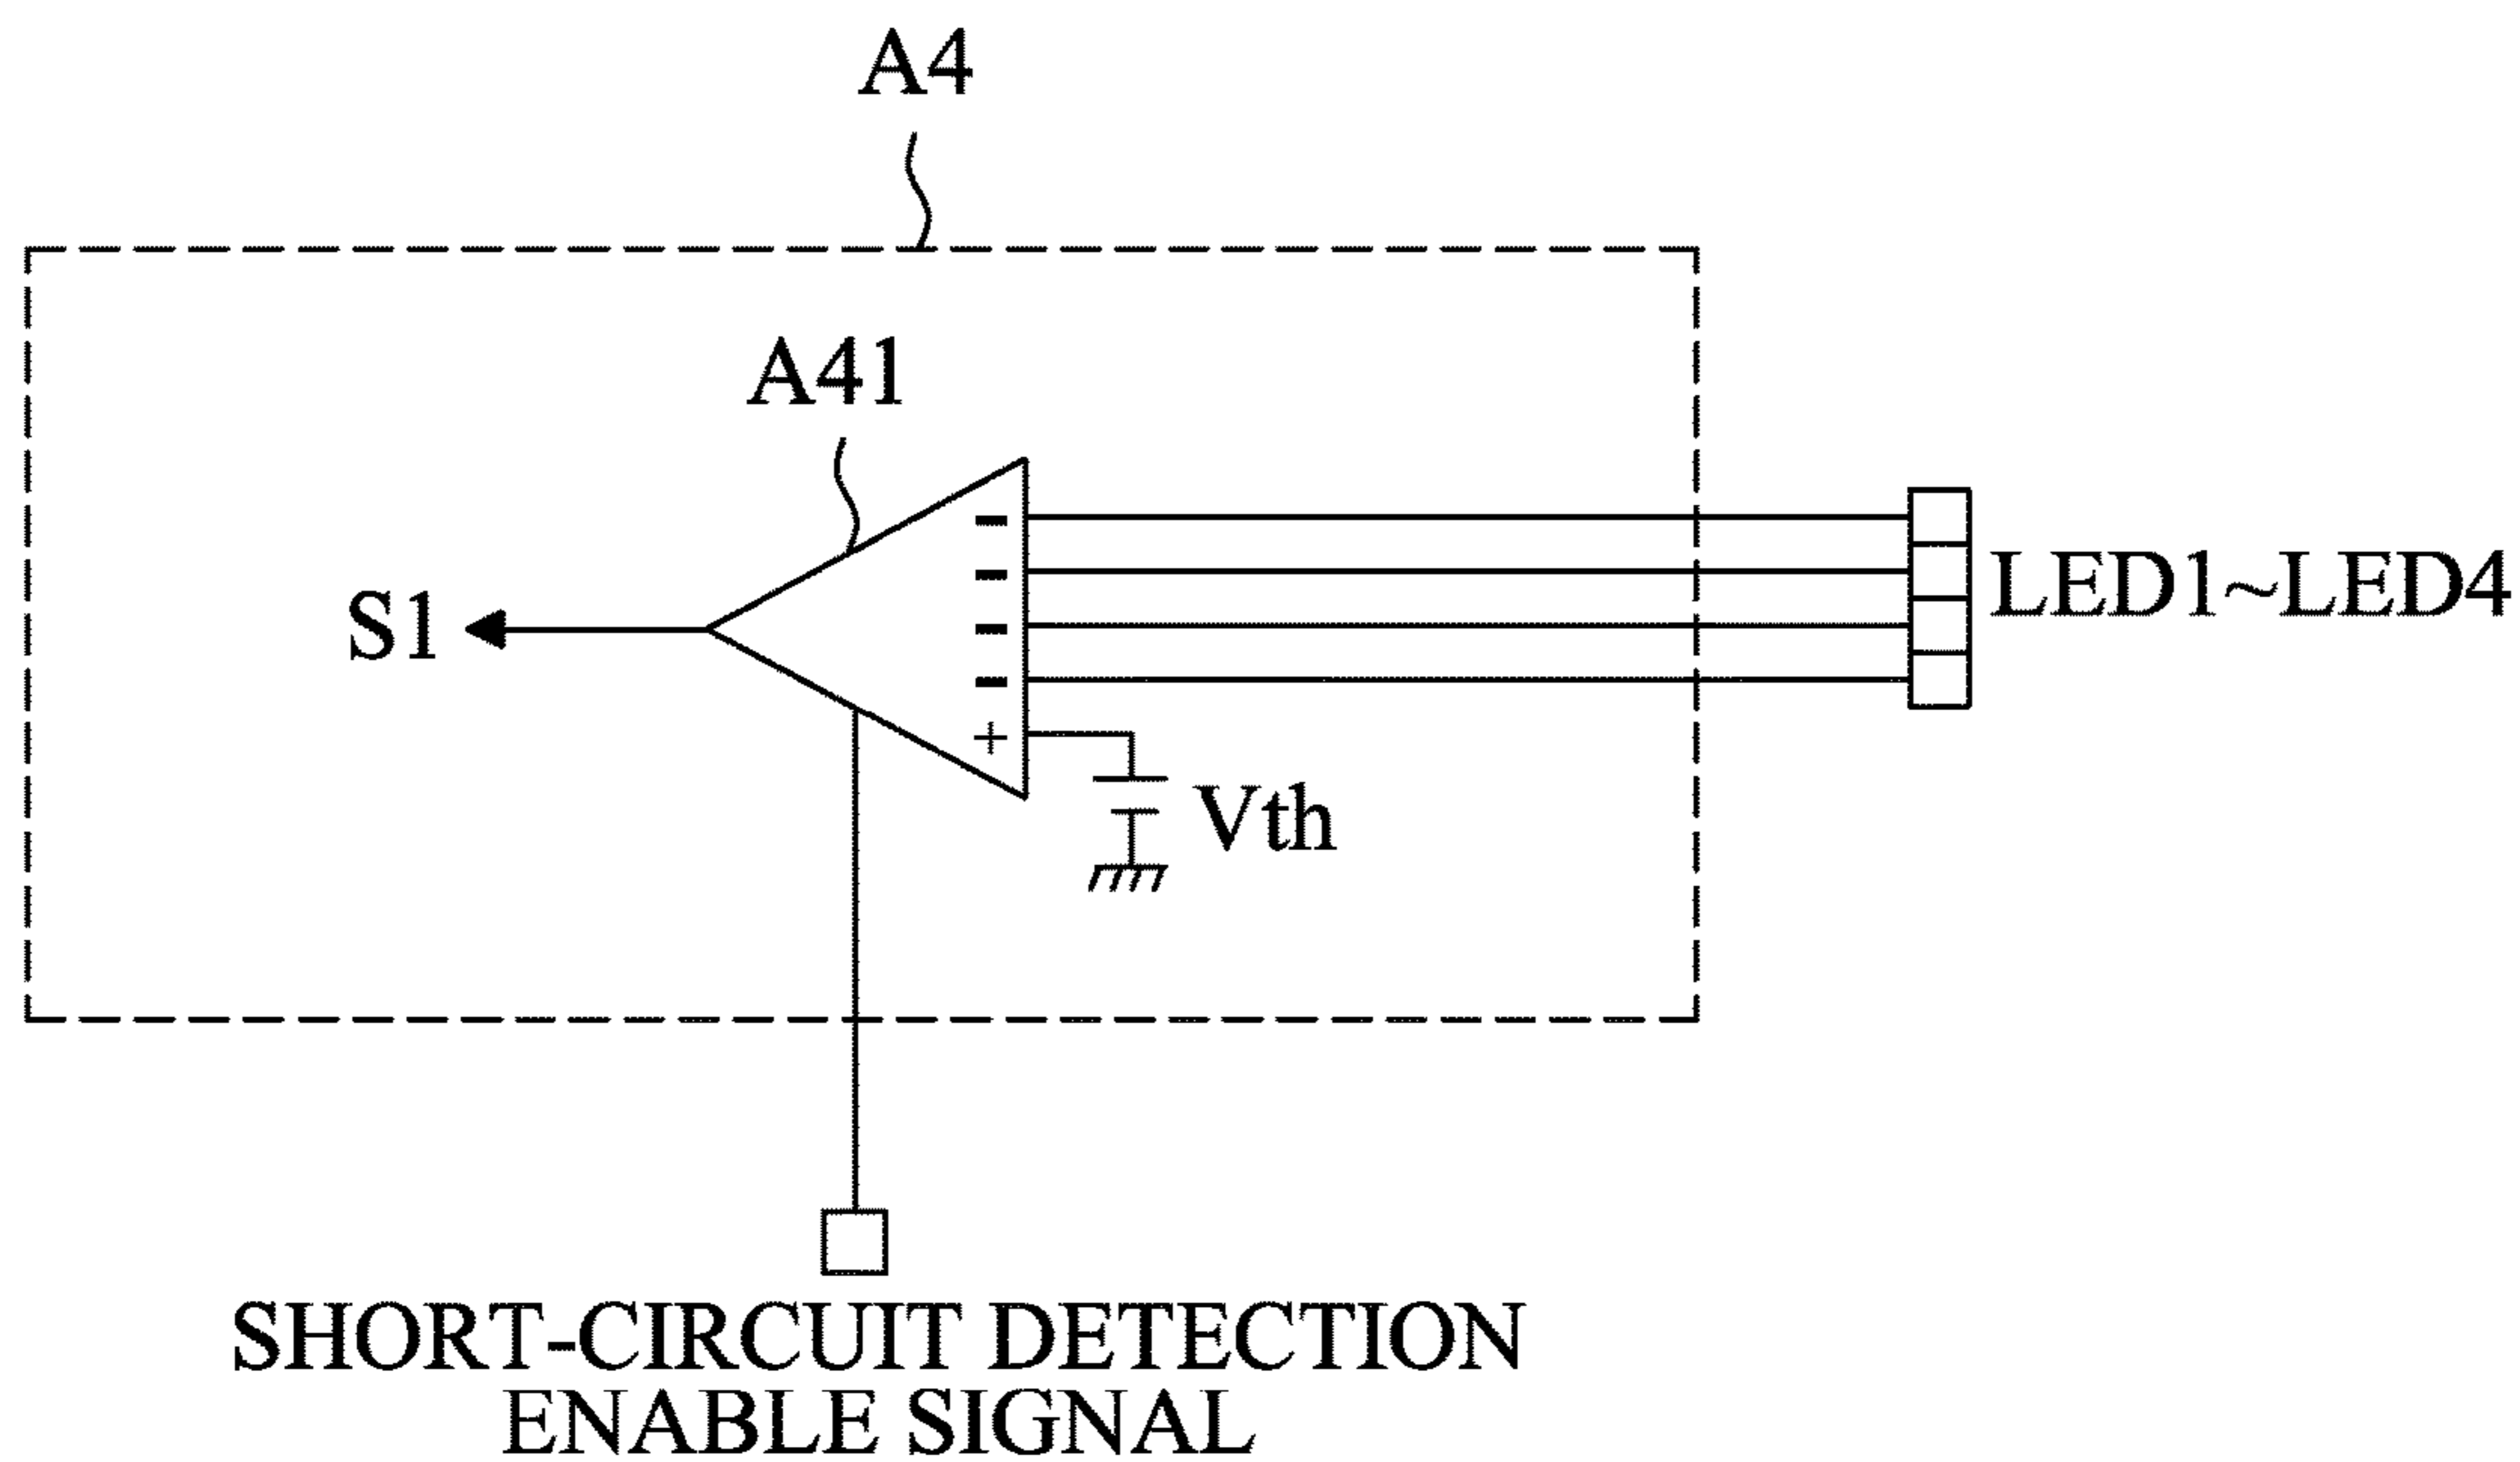 A4
A41
S1
LED1~LED4
Vth
SHORT-CIRCUIT DETECTION
ENABLE SIGNAL